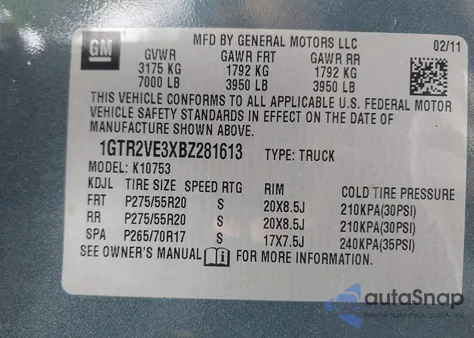 GM
MFD BY GENERAL MOTORS LLC 02/11
GVWR GAWR FRT GAWR RR
3175 KG 1792 KG 1792 KG
7000 LB 3950 LB 3950 LB
THIS VEHICLE CONFORMS TO ALL APPLICABLE U.S. FEDERAL MOTOR
VEHICLE SAFETY STANDARDS IN EFFECT ON THE DATE OF
MANUFACTURE SHOWN ABOVE.
1GTR2VE3XBZ281613 TYPE: TRUCK
MODEL: K10753
KDJL TIRE SIZE SPEED RTG RIM COLD TIRE PRESSURE
FRT P275/55R20 S 20X8.5J 210KPA(30PSI)
RR P275/55R20 S 20X8.5J 210KPA(30PSI)
SPA P265/70R17 S 17X7.5J 240KPA(35PSI)
SEE OWNER'S MANUAL i FOR MORE INFORMATION.
autoSnap